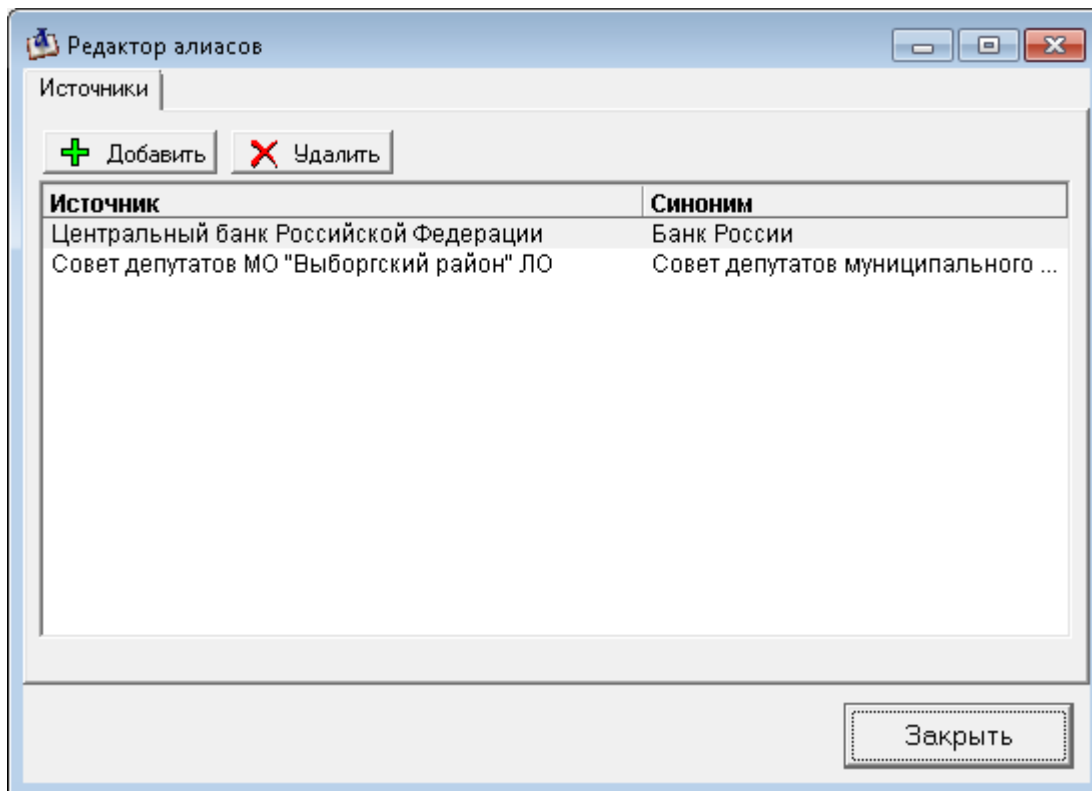 Редактор алиасов
Источники
Добавить Удалить
Источник Синоним
Центральный банк Российской Федерации Банк России
Совет депутатов МО "Выборгский район" ЛО Совет депутатов муниципального ...
Закрыть